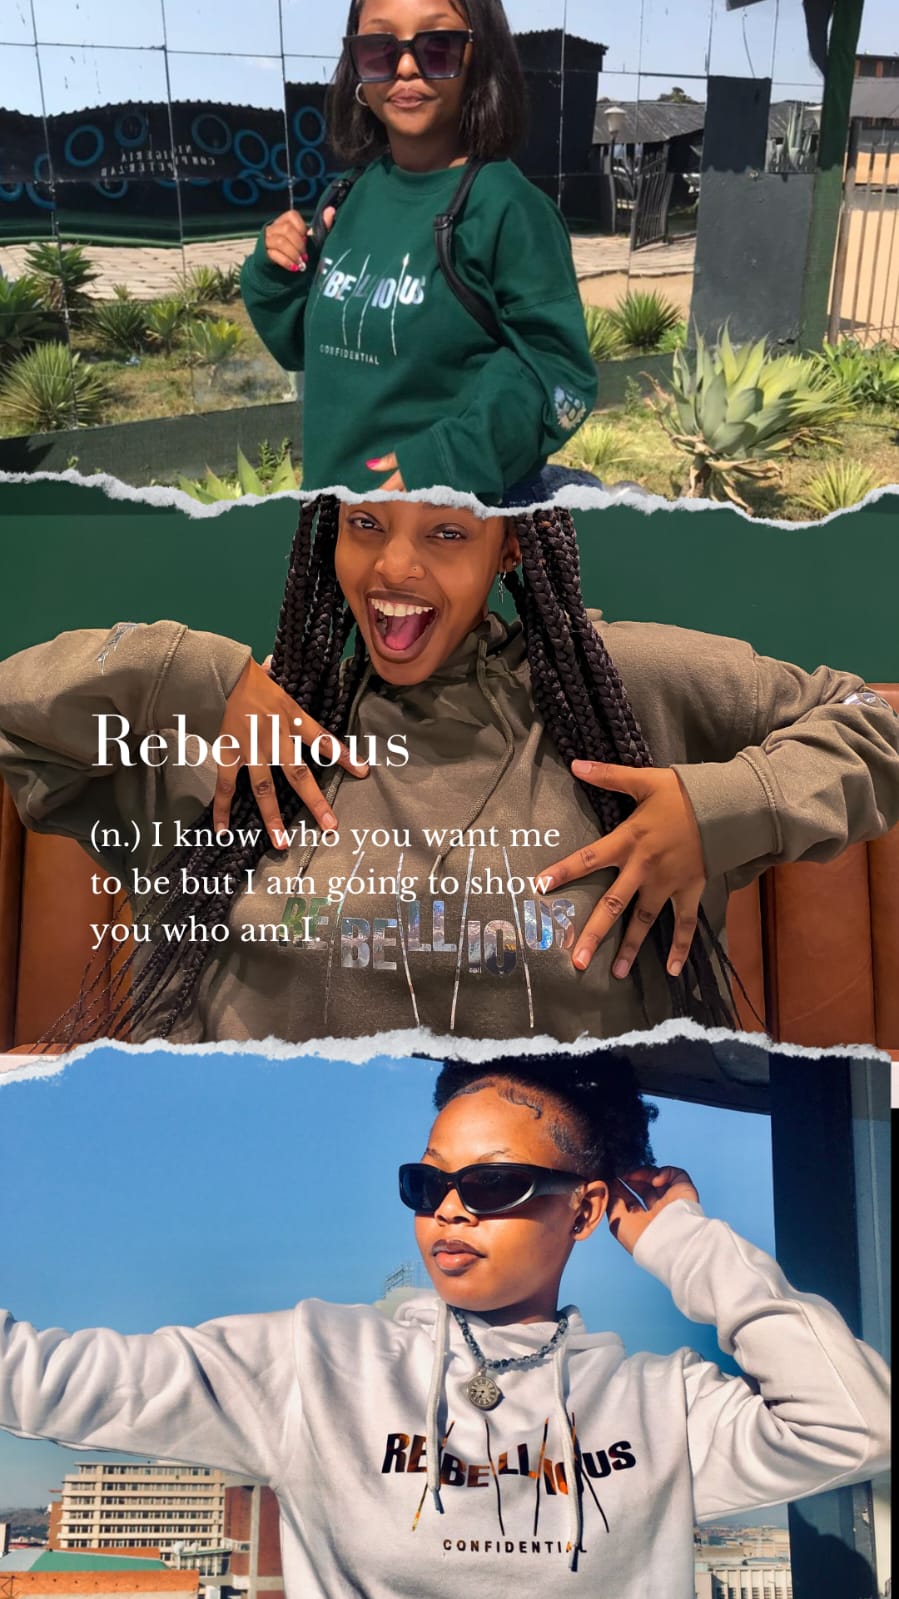 REBELLIOUS
CONFIDENTIAL
Rebellious
(n.) I know who you want me
to be but I am going to show
you who am I.
REBELLIOUS
REBELLIOUS
CONFIDENTIAL